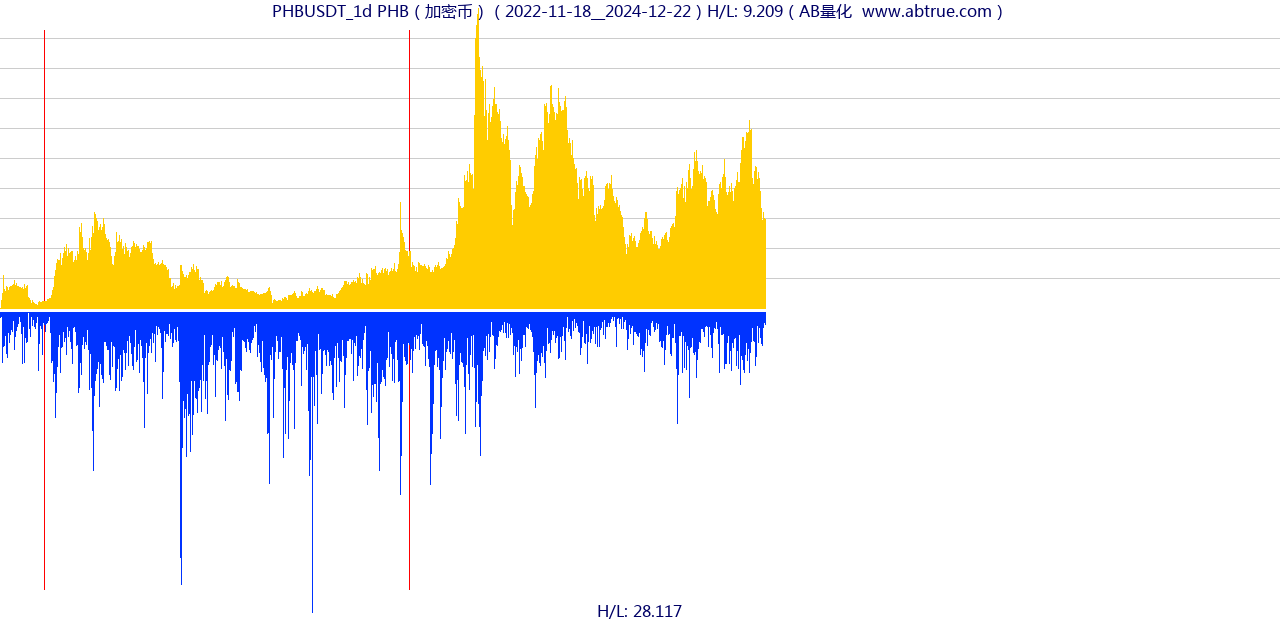 PHBUSDT_1d PHB ( 加密币 ) ( 2022-11-18__2024-12-22 ) H/L: 9.209 ( AB量化 www.abtrue.com )
H/L: 28.117